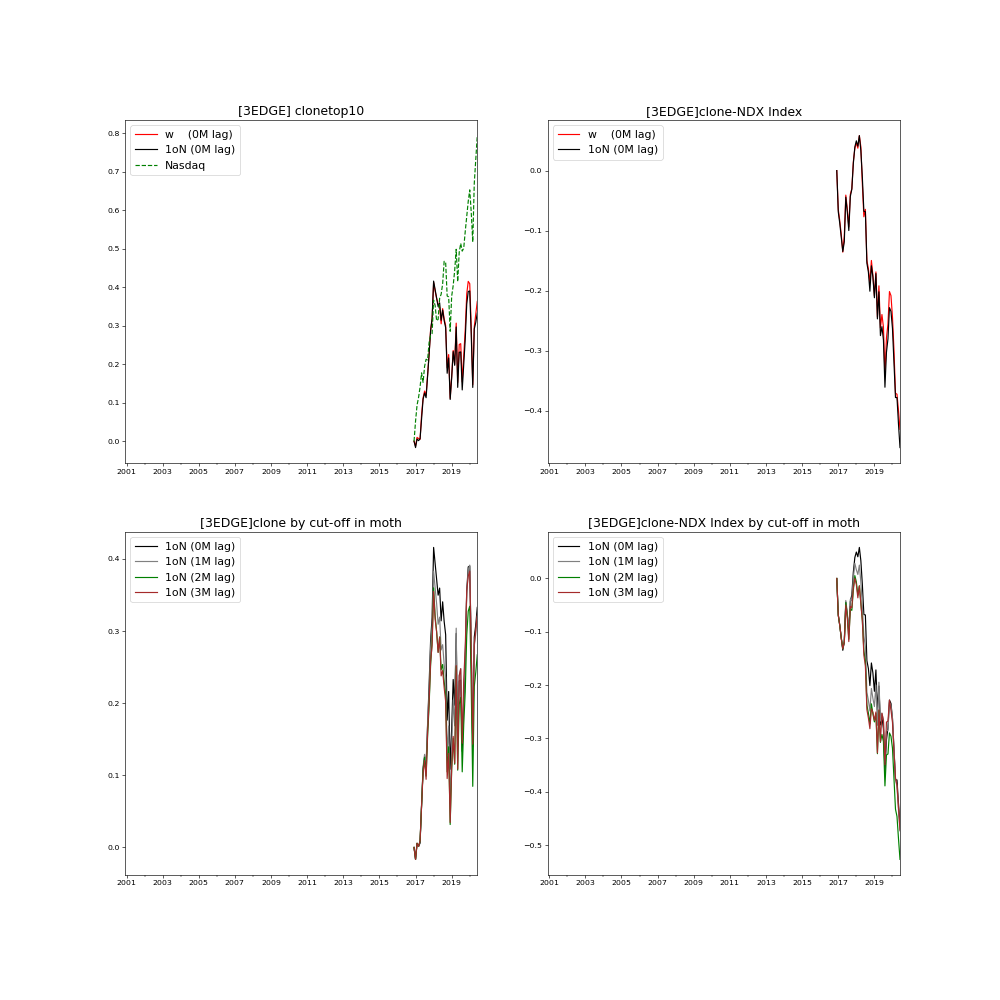 [3EDGE] clonetop10
w (0M lag)
1oN (0M lag)
Nasdaq
0.8
0.7
0.6
0.5
0.4
0.3
0.2
0.1
0.0
2001 2003 2005 2007 2009 2011 2013 2015 2017 2019
[3EDGE]clone-NDX Index
w (0M lag)
1oN (0M lag)
0.0
−0.1
−0.2
−0.3
−0.4
2001 2003 2005 2007 2009 2011 2013 2015 2017 2019
[3EDGE]clone by cut-off in moth
1oN (0M lag)
1oN (1M lag)
1oN (2M lag)
1oN (3M lag)
0.4
0.3
0.2
0.1
0.0
2001 2003 2005 2007 2009 2011 2013 2015 2017 2019
[3EDGE]clone-NDX Index by cut-off in moth
1oN (0M lag)
1oN (1M lag)
1oN (2M lag)
1oN (3M lag)
0.0
−0.1
−0.2
−0.3
−0.4
−0.5
2001 2003 2005 2007 2009 2011 2013 2015 2017 2019